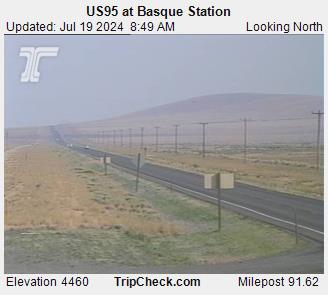 US95 at Basque Station
Updated: Jul 19 2024 8:49 AM Looking North
Elevation 4460 TripCheck.com Milepost 91.62